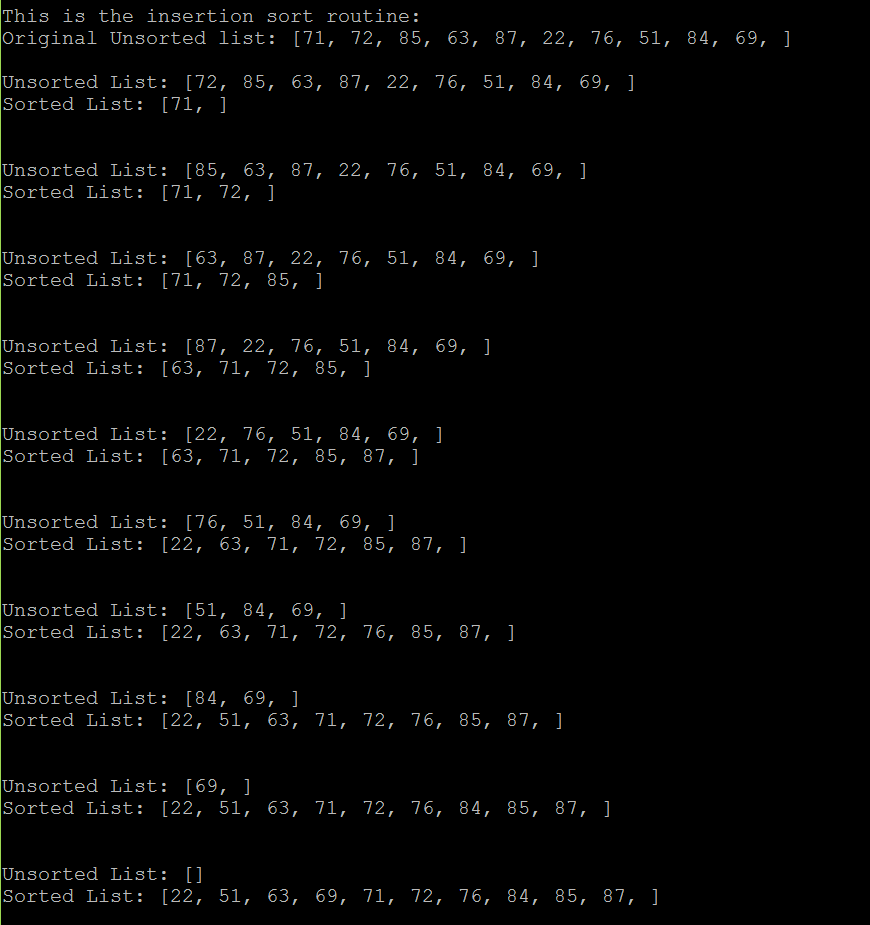 This is the insertion sort routine:
Original Unsorted list: [71, 72, 85, 63, 87, 22, 76, 51, 84, 69, ]
Unsorted List: [72, 85, 63, 87, 22, 76, 51, 84, 69, ]
Sorted List: [71, ]
Unsorted List: [85, 63, 87, 22, 76, 51, 84, 69, ]
Sorted List: [71, 72, ]
Unsorted List: [63, 87, 22, 76, 51, 84, 69, ]
Sorted List: [71, 72, 85, ]
Unsorted List: [87, 22, 76, 51, 84, 69, ]
Sorted List: [63, 71, 72, 85, ]
Unsorted List: [22, 76, 51, 84, 69, ]
Sorted List: [63, 71, 72, 85, 87, ]
Unsorted List: [76, 51, 84, 69, ]
Sorted List: [22, 63, 71, 72, 85, 87, ]
Unsorted List: [51, 84, 69, ]
Sorted List: [22, 63, 71, 72, 76, 85, 87, ]
Unsorted List: [84, 69, ]
Sorted List: [22, 51, 63, 71, 72, 76, 85, 87, ]
Unsorted List: [69, ]
Sorted List: [22, 51, 63, 71, 72, 76, 84, 85, 87, ]
Unsorted List: []
Sorted List: [22, 51, 63, 69, 71, 72, 76, 84, 85, 87, ]